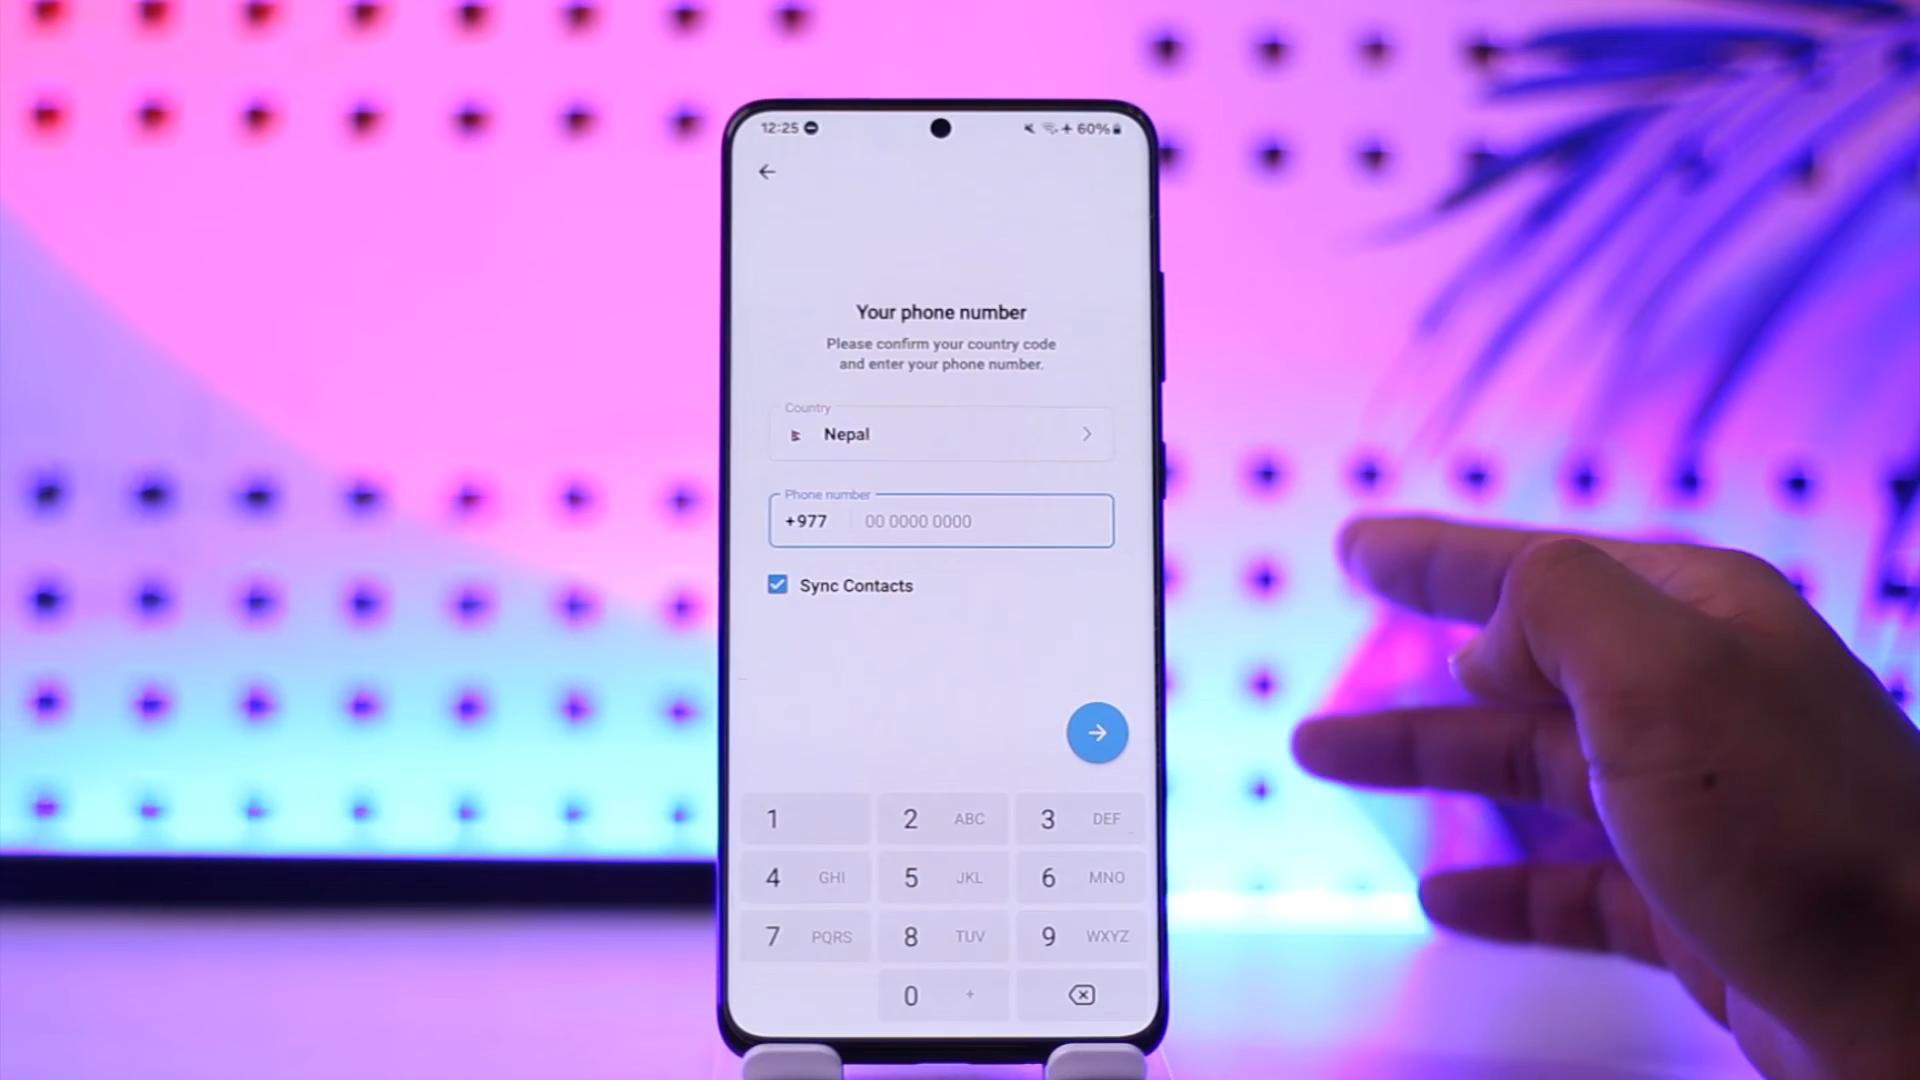 12:25
60%
Your phone number
Please confirm your country code
and enter your phone number.
Country
Nepal
Phone number
+977 00 0000 0000
Sync Contacts
1 2 ABC 3 DEF
4 GHI 5 JKL 6 MNO
7 PQRS 8 TUV 9 WXYZ
0 +